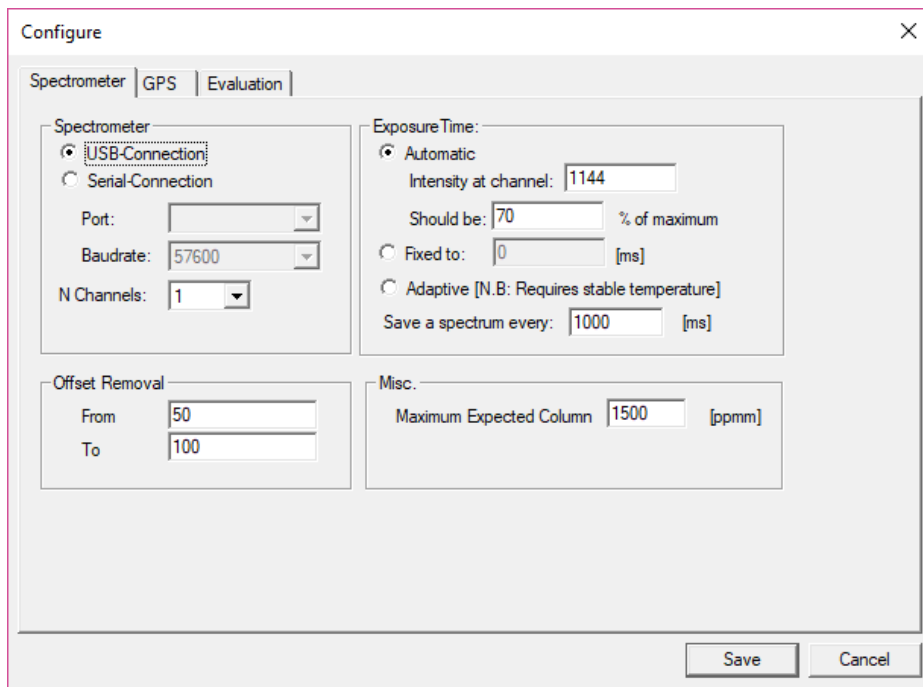 Configure
Spectrometer GPS Evaluation
Spectrometer
USB-Connection
Serial-Connection
Port:
Baudrate: 57600
N Channels: 1
ExposureTime:
Automatic
Intensity at channel: 1144
Should be: 70 % of maximum
Fixed to: 0 [ms]
Adaptive [N.B: Requires stable temperature]
Save a spectrum every: 1000 [ms]
Offset Removal
From 50
To 100
Misc.
Maximum Expected Column 1500 [ppmm]
Save Cancel